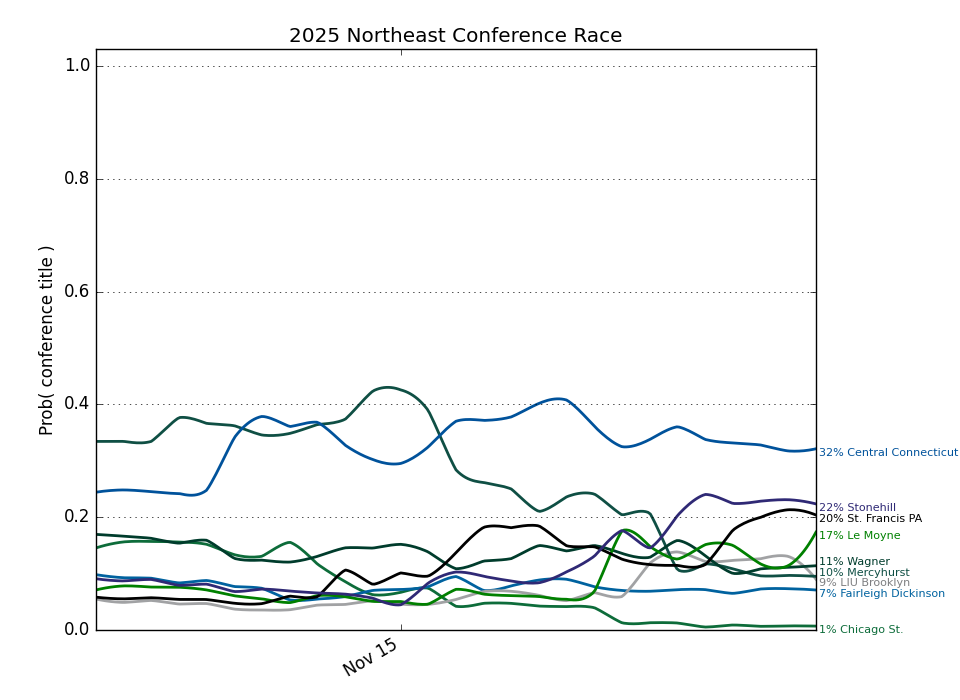 2025 Northeast Conference Race
1.0
0.8
0.6
0.4
0.2
0.0
Prob( conference title )
Nov 15
32% Central Connecticut
22% Stonehill
20% St. Francis PA
17% Le Moyne
11% Wagner
10% Mercyhurst
9% LIU Brooklyn
7% Fairleigh Dickinson
1% Chicago St.